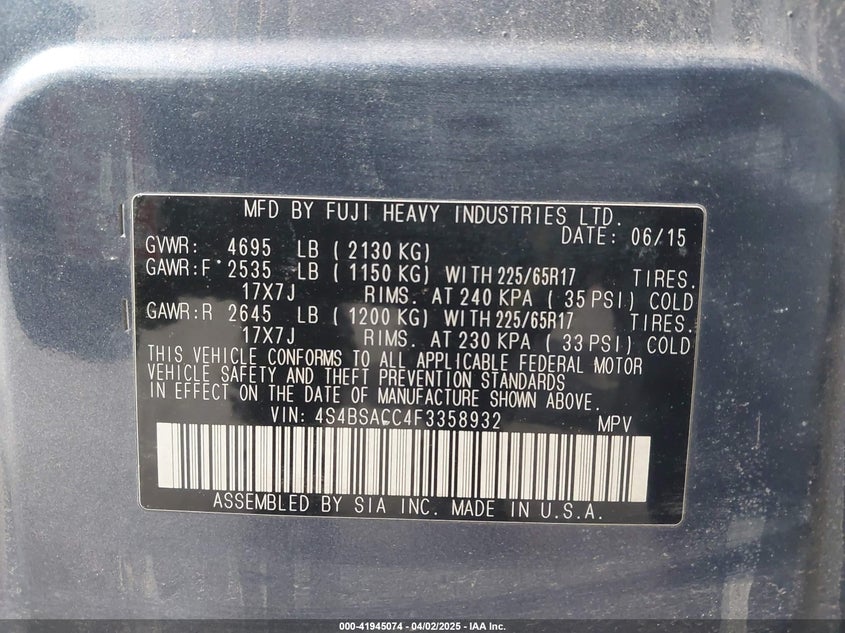 MFD BY FUJI HEAVY INDUSTRIES LTD.
DATE: 06/15
GVWR: 4695 LB ( 2130 KG)
GAWR:F 2535 LB ( 1150 KG) WITH 225/65R17 TIRES.
17X7J RIMS. AT 240 KPA ( 35 PSI) COLD
GAWR:R 2645 LB ( 1200 KG) WITH 225/65R17 TIRES.
17X7J RIMS. AT 230 KPA ( 33 PSI) COLD
THIS VEHICLE CONFORMS TO ALL APPLICABLE FEDERAL MOTOR
VEHICLE SAFETY AND THEFT PREVENTION STANDARDS
IN EFFECT ON THE DATE OF MANUFACTURE SHOWN ABOVE.
VIN: 4S4BSACC4F3358932 MPV
ASSEMBLED BY SIA INC. MADE IN U.S.A.
000-41945074 - 04/02/2025 - IAA Inc.